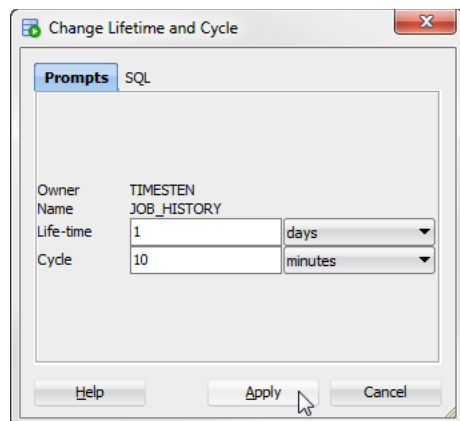 Change Lifetime and Cycle
Prompts SQL
Owner TIMESTEN
Name JOB_HISTORY
Life-time 1 days
Cycle 10 minutes
Help Apply Cancel